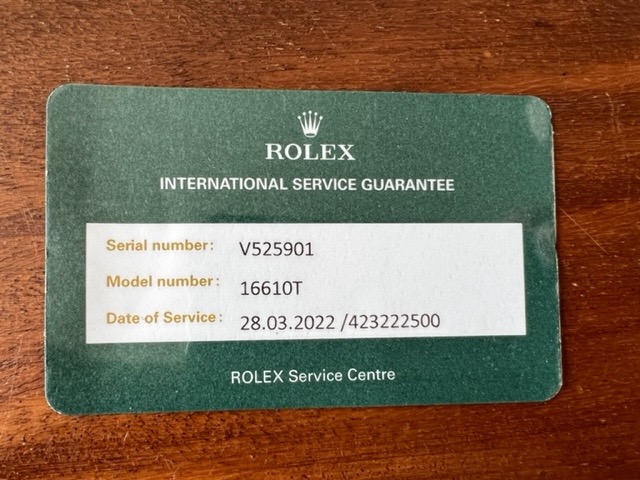 ROLEX
INTERNATIONAL SERVICE GUARANTEE
Serial number: V525901
Model number: 16610T
Date of Service: 28.03.2022 /423222500
ROLEX Service Centre